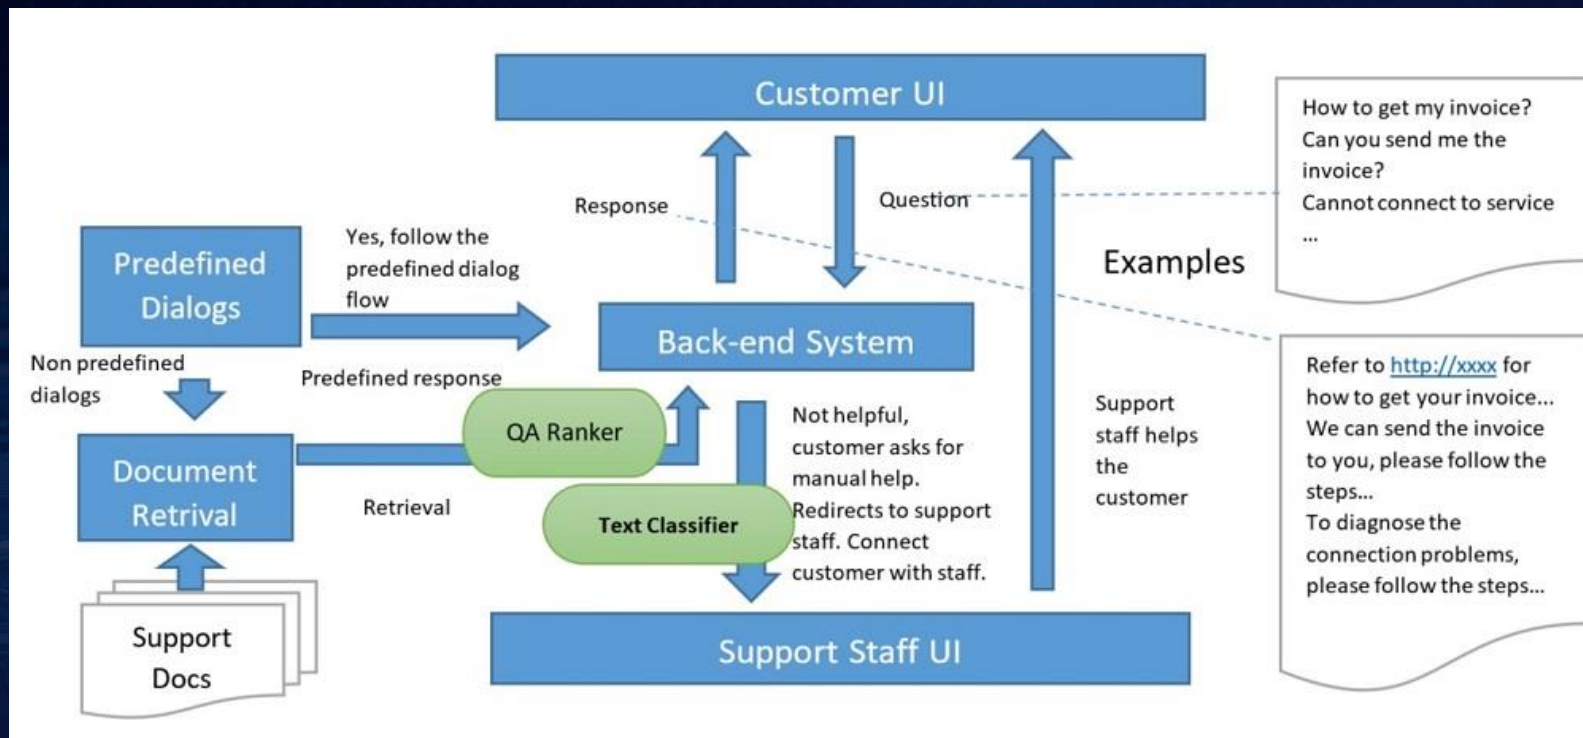 Customer UI
How to get my invoice?
Can you send me the
invoice?
Cannot connect to service
...
Response
Question
Examples
Predefined
Dialogs
Yes, follow the
predefined dialog
flow
Back-end System
Non predefined
dialogs
Predefined response
QA Ranker
Document
Retrival
Retrieval
Text Classifier
Not helpful,
customer asks for
manual help.
Redirects to support
staff. Connect
customer with staff.
Support
staff helps
the
customer
Refer to http://xxxx for
how to get your invoice...
We can send the invoice
to you, please follow the
steps...
To diagnose the
connection problems,
please follow the steps...
Support
Docs
Support Staff UI